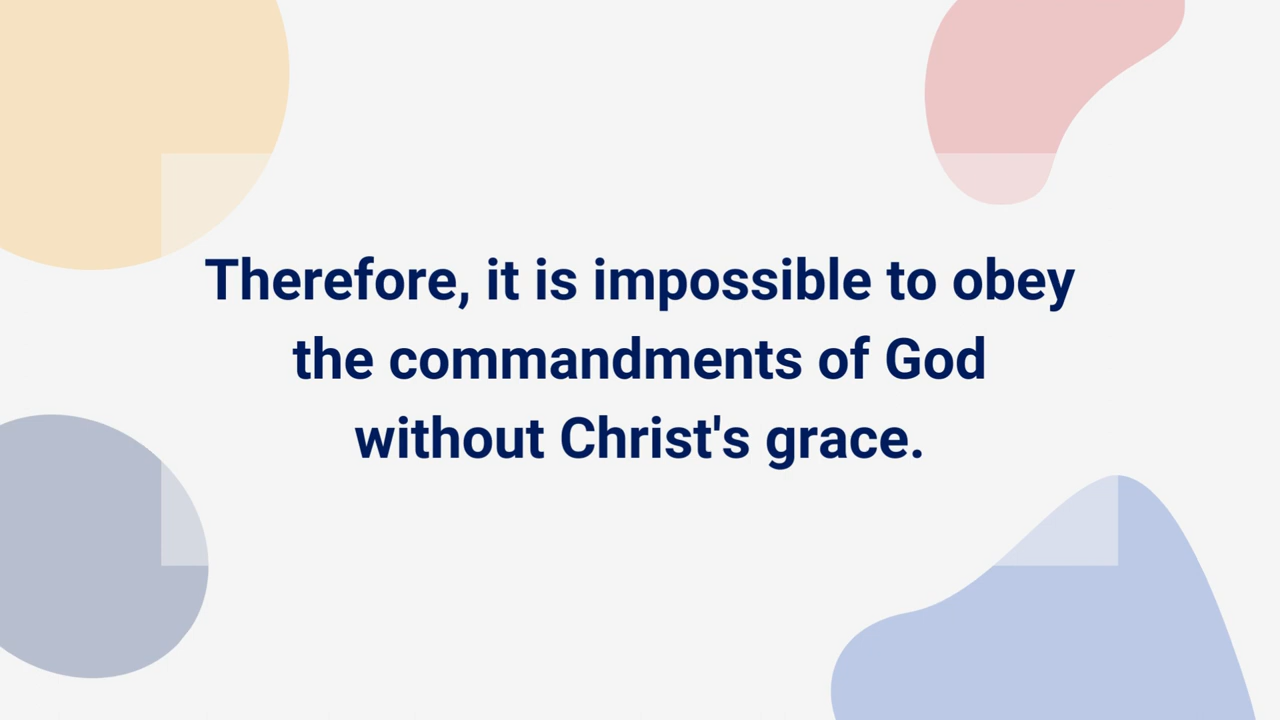 Therefore, it is impossible to obey
the commandments of God
without Christ's grace.